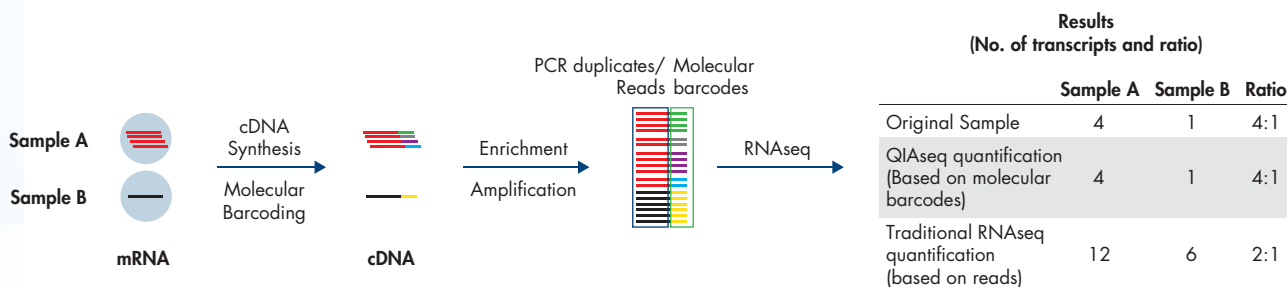 Sample A
Sample B
mRNA
cDNA
Synthesis
Molecular
Barcoding
cDNA
Enrichment
Amplification
PCR duplicates/ Molecular
Reads barcodes
RNAseq
Results
(No. of transcripts and ratio)
Sample A Sample B Ratio
Original Sample 4 1 4:1
QIAseq quantification
(Based on molecular 4 1 4:1
barcodes)
Traditional RNAseq
quantification 12 6 2:1
(based on reads)